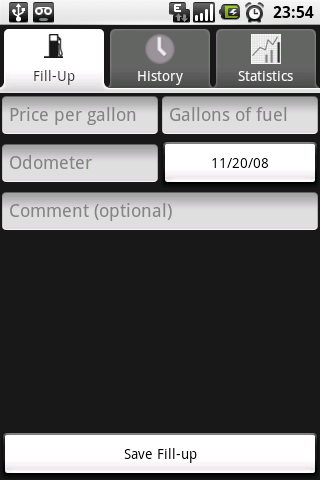 E
23:54
Fill-Up
History
Statistics
Price per gallon
Gallons of fuel
Odometer
11/20/08
Comment (optional)
Save Fill-up